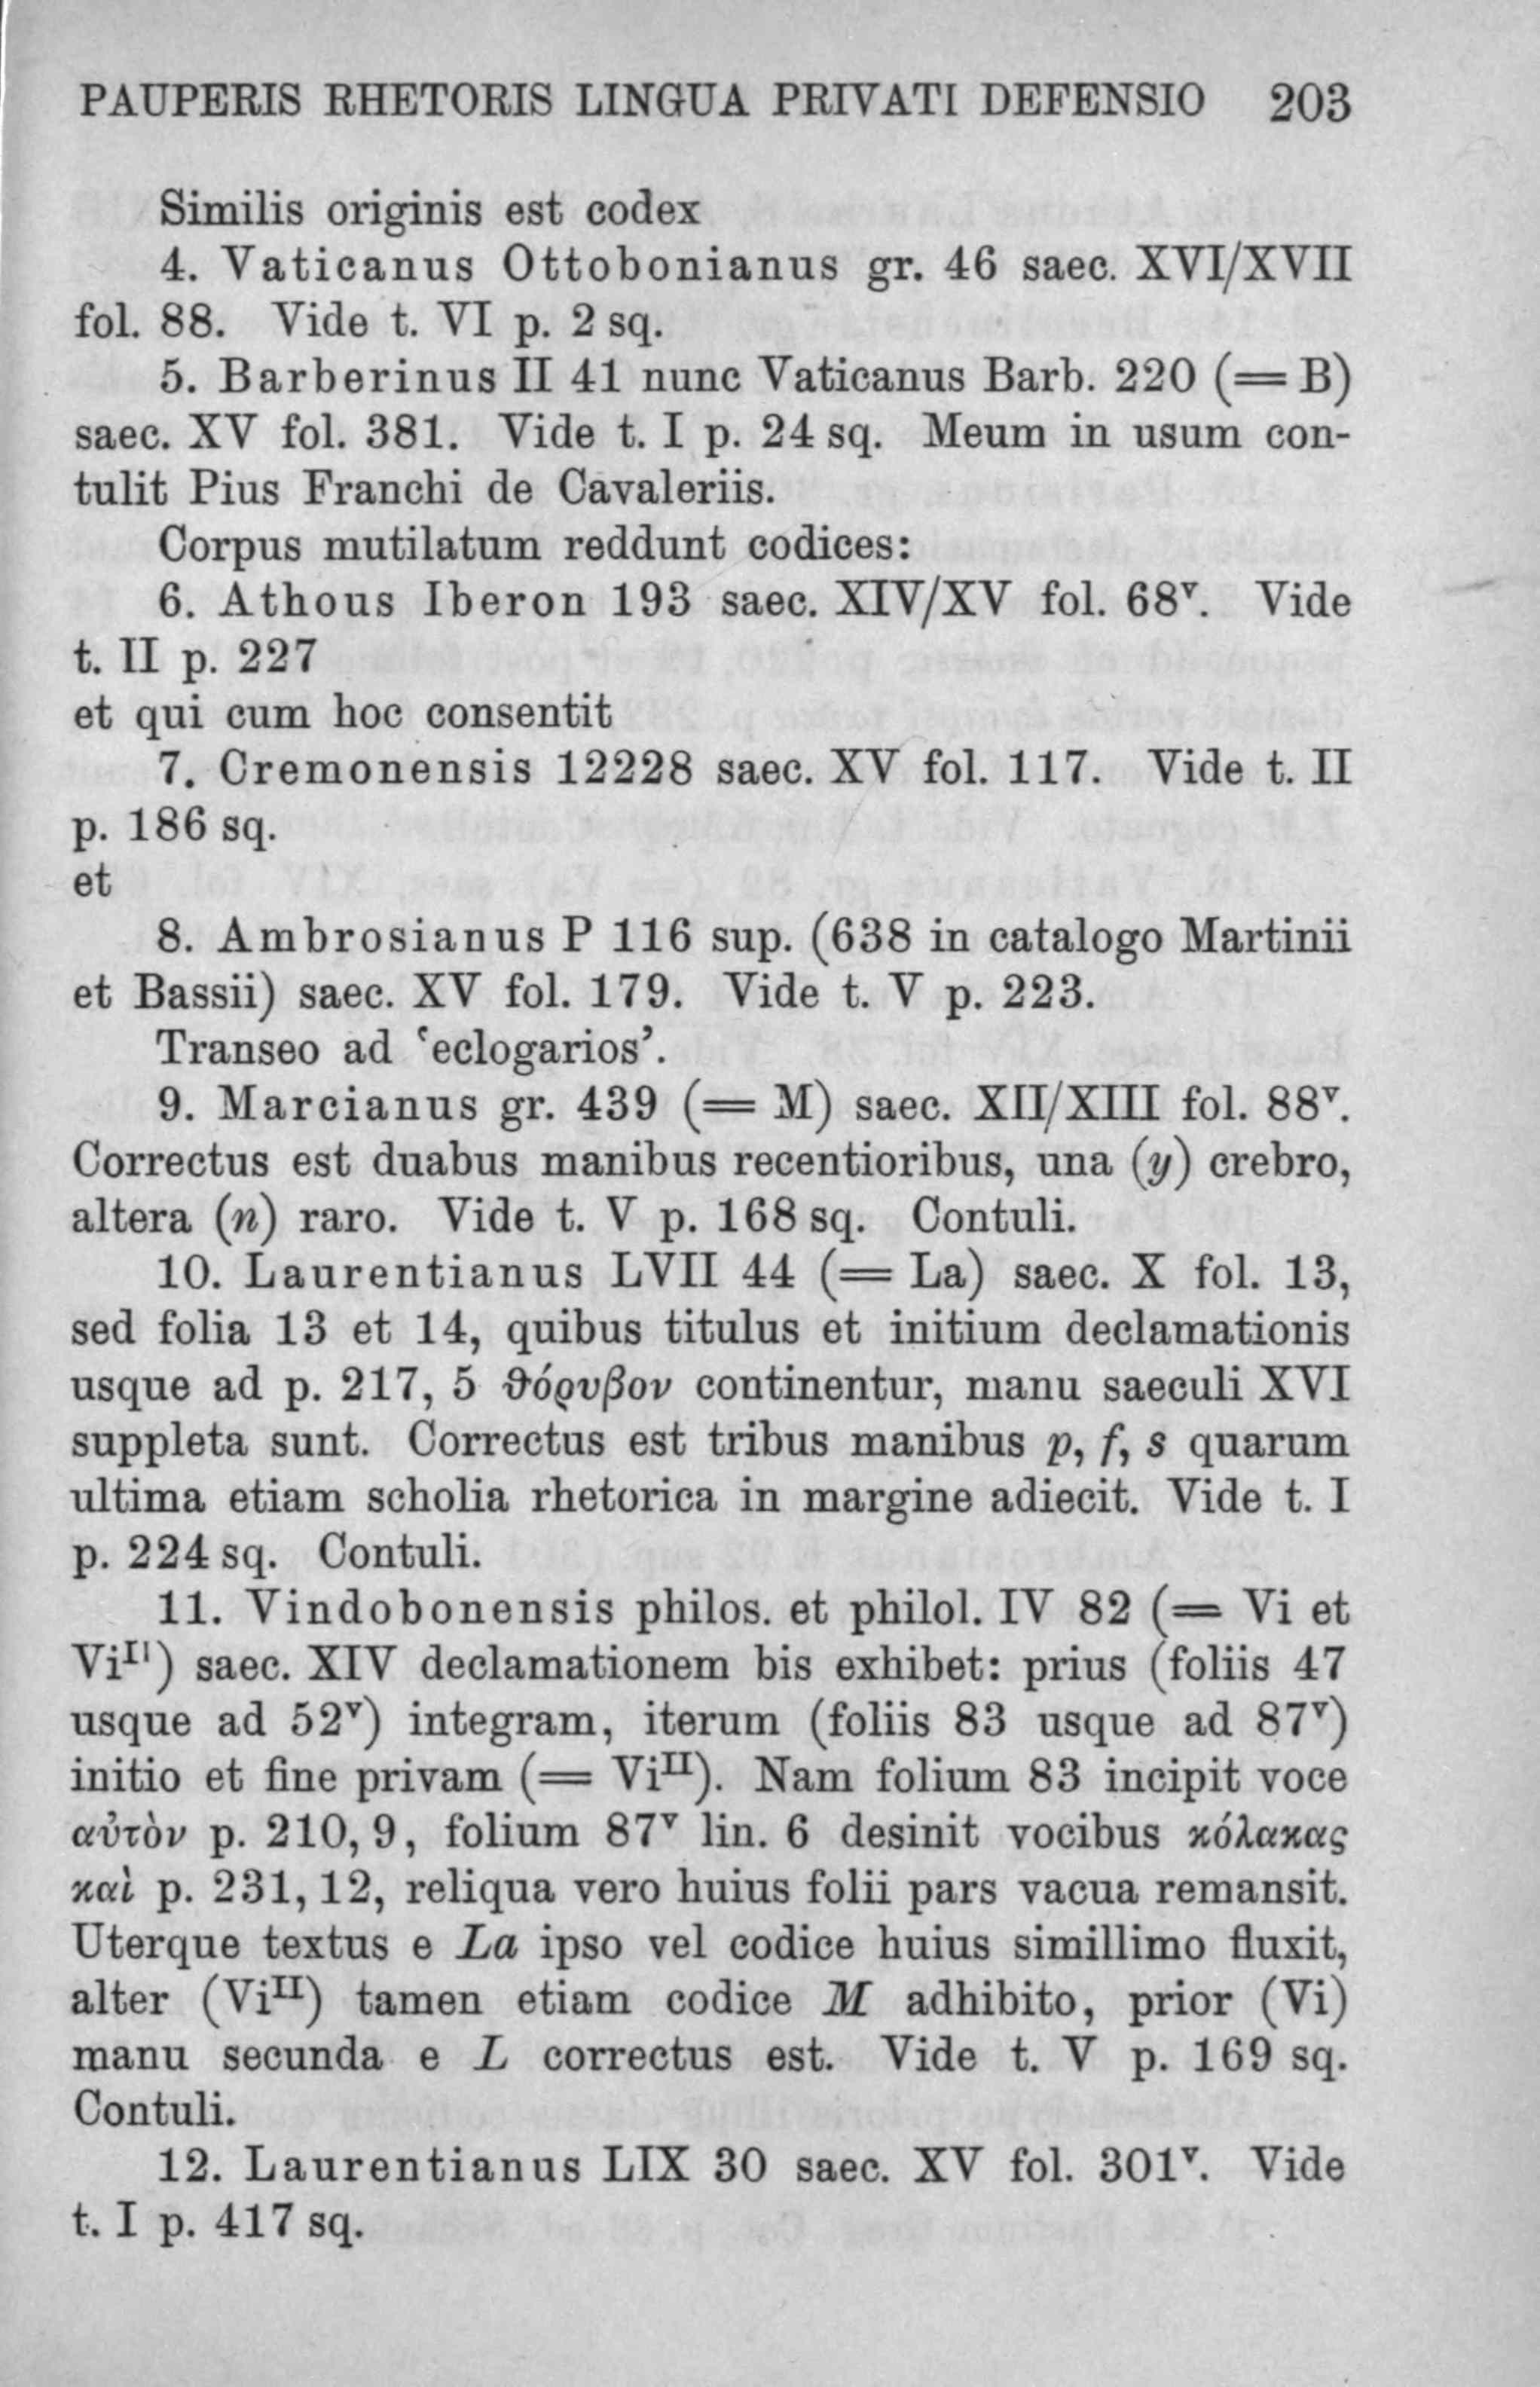 PAUPERIS RHETORIS LINGUA PRIVATI DEFENSIO 203
Similis originis est codex
4. Vaticanus Ottobonianus gr. 46 saec. XVI/XVII
fol. 88. Vide t. VI p. 2 sq.
5. Barberinus II 41 nunc Vaticanus Barb. 220 (= B)
saec. XV fol. 381. Vide t. I p. 24 sq. Meum in usum con-
tulit Pius Franchi de Cavaleriis.
Corpus mutilatum reddunt codices:
6. Athous Iberon 193 saec. XIV/XV fol. 68ᵛ. Vide
t. II p. 227
et qui cum hoc consentit
7. Cremonensis 12228 saec. XV fol. 117. Vide t. II
p. 186 sq.
et
8. Ambrosianus P 116 sup. (638 in catalogo Martinii
et Bassii) saec. XV fol. 179. Vide t. V p. 223.
Transeo ad ‘eclogarios’.
9. Marcianus gr. 439 (= M) saec. XII/XIII fol. 88ᵛ.
Correctus est duabus manibus recentioribus, una (y) crebro,
altera (n) raro. Vide t. V p. 168 sq. Contuli.
10. Laurentianus LVII 44 (= La) saec. X fol. 13,
sed folia 13 et 14, quibus titulus et initium declamationis
usque ad p. 217, 5 θόρυβον continentur, manu saeculi XVI
suppleta sunt. Correctus est tribus manibus p, f, s quarum
ultima etiam scholia rhetorica in margine adiecit. Vide t. I
p. 224 sq. Contuli.
11. Vindobonensis philos. et philol. IV 82 (= Vi et
Viᴵᴵ) saec. XIV declamationem bis exhibet: prius (foliis 47
usque ad 52ᵛ) integram, iterum (foliis 83 usque ad 87ᵛ)
initio et fine privam (= Viᴵᴵ). Nam folium 83 incipit voce
αὐτὸν p. 210, 9, folium 87ᵛ lin. 6 desinit vocibus κόλακας
καὶ p. 231, 12, reliqua vero huius folii pars vacua remansit.
Uterque textus e La ipso vel codice huius simillimo fluxit,
alter (Viᴵᴵ) tamen etiam codice M adhibito, prior (Vi)
manu secunda e L correctus est. Vide t. V p. 169 sq.
Contuli.
12. Laurentianus LIX 30 saec. XV fol. 301ᵛ. Vide
t. I p. 417 sq.